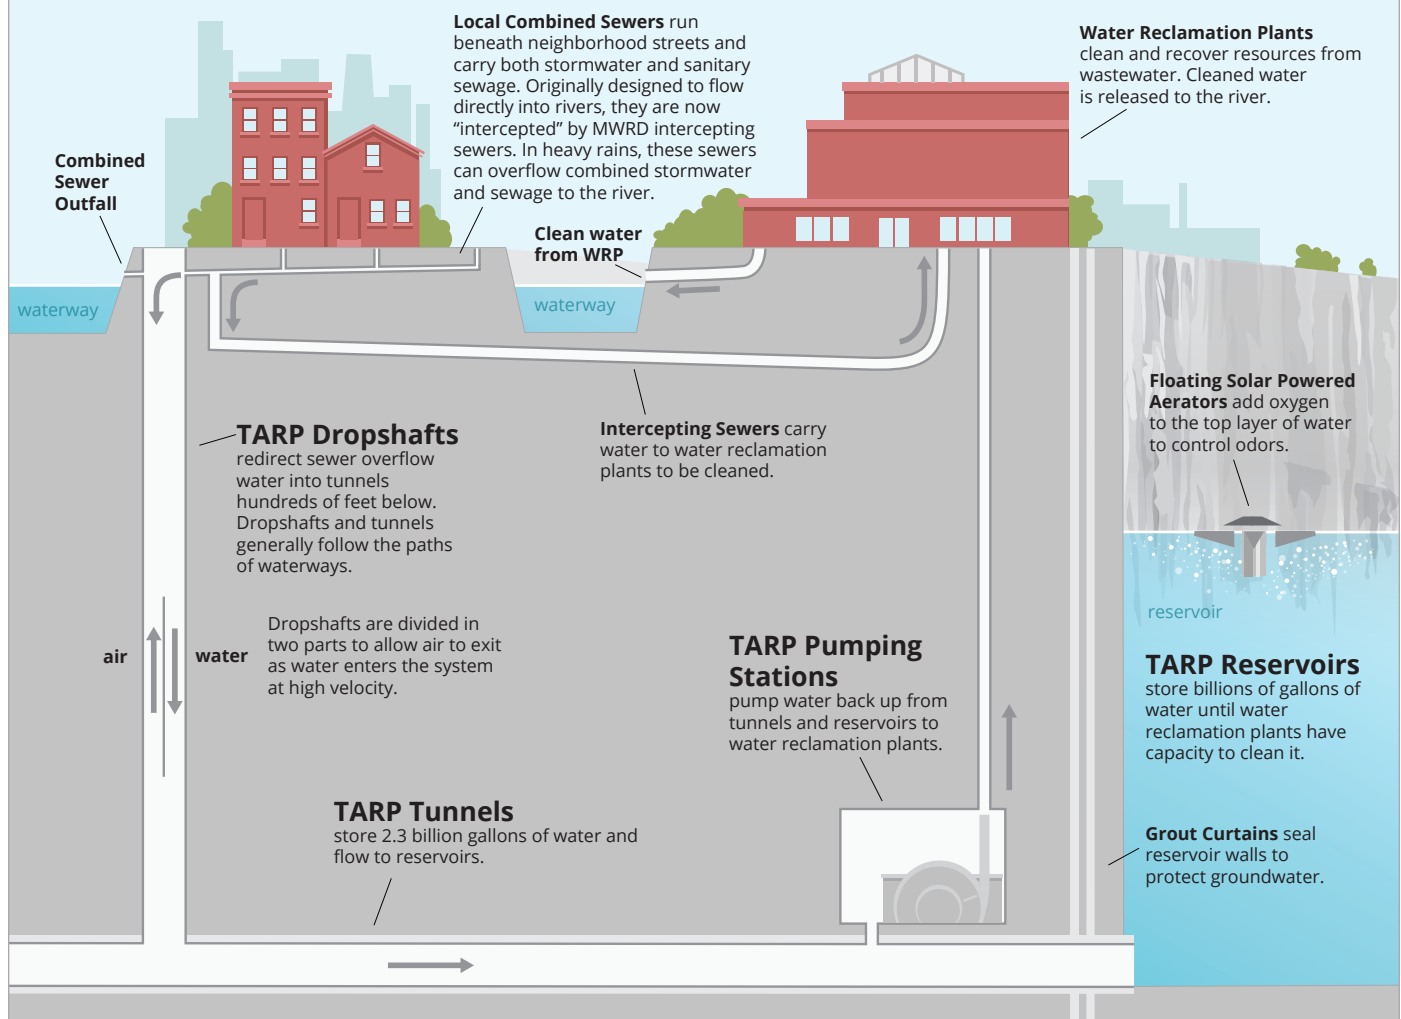 Local Combined Sewers run
beneath neighborhood streets and
carry both stormwater and sanitary
sewage. Originally designed to flow
directly into rivers, they are now
“intercepted” by MWRD intercepting
sewers. In heavy rains, these sewers
can overflow combined stormwater
and sewage to the river.
Water Reclamation Plants
clean and recover resources from
wastewater. Cleaned water
is released to the river.
Combined
Sewer
Outfall
Clean water
from WRP
waterway
waterway
Floating Solar Powered
Aerators add oxygen
to the top layer of water
to control odors.
TARP Dropshafts
redirect sewer overflow
water into tunnels
hundreds of feet below.
Dropshafts and tunnels
generally follow the paths
of waterways.
Intercepting Sewers carry
water to water reclamation
plants to be cleaned.
air
water
Dropshafts are divided in
two parts to allow air to exit
as water enters the system
at high velocity.
reservoir
TARP Pumping
Stations
pump water back up from
tunnels and reservoirs to
water reclamation plants.
TARP Reservoirs
store billions of gallons of
water until water
reclamation plants have
capacity to clean it.
TARP Tunnels
store 2.3 billion gallons of water and
flow to reservoirs.
Grout Curtains seal
reservoir walls to
protect groundwater.